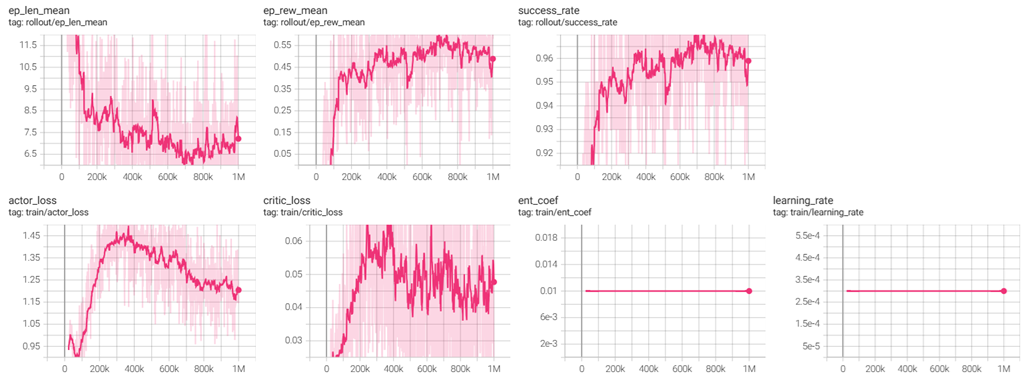 ep_len_mean
tag: rollout/ep_len_mean
11.5
10.5
9.5
8.5
7.5
6.5
0 200k 400k 600k 800k 1M
ep_rew_mean
tag: rollout/ep_rew_mean
0.55
0.45
0.35
0.25
0.15
0.05
0 200k 400k 600k 800k 1M
success_rate
tag: rollout/success_rate
0.96
0.95
0.94
0.93
0.92
0 200k 400k 600k 800k 1M
actor_loss
tag: train/actor_loss
1.45
1.35
1.25
1.15
1.05
0.95
0 200k 400k 600k 800k 1M
critic_loss
tag: train/critic_loss
0.06
0.05
0.04
0.03
0 200k 400k 600k 800k 1M
ent_coef
tag: train/ent_coef
0.018
0.014
0.01
6e-3
2e-3
0 200k 400k 600k 800k 1M
learning_rate
tag: train/learning_rate
5.5e-4
4.5e-4
3.5e-4
2.5e-4
1.5e-4
5e-5
0 200k 400k 600k 800k 1M